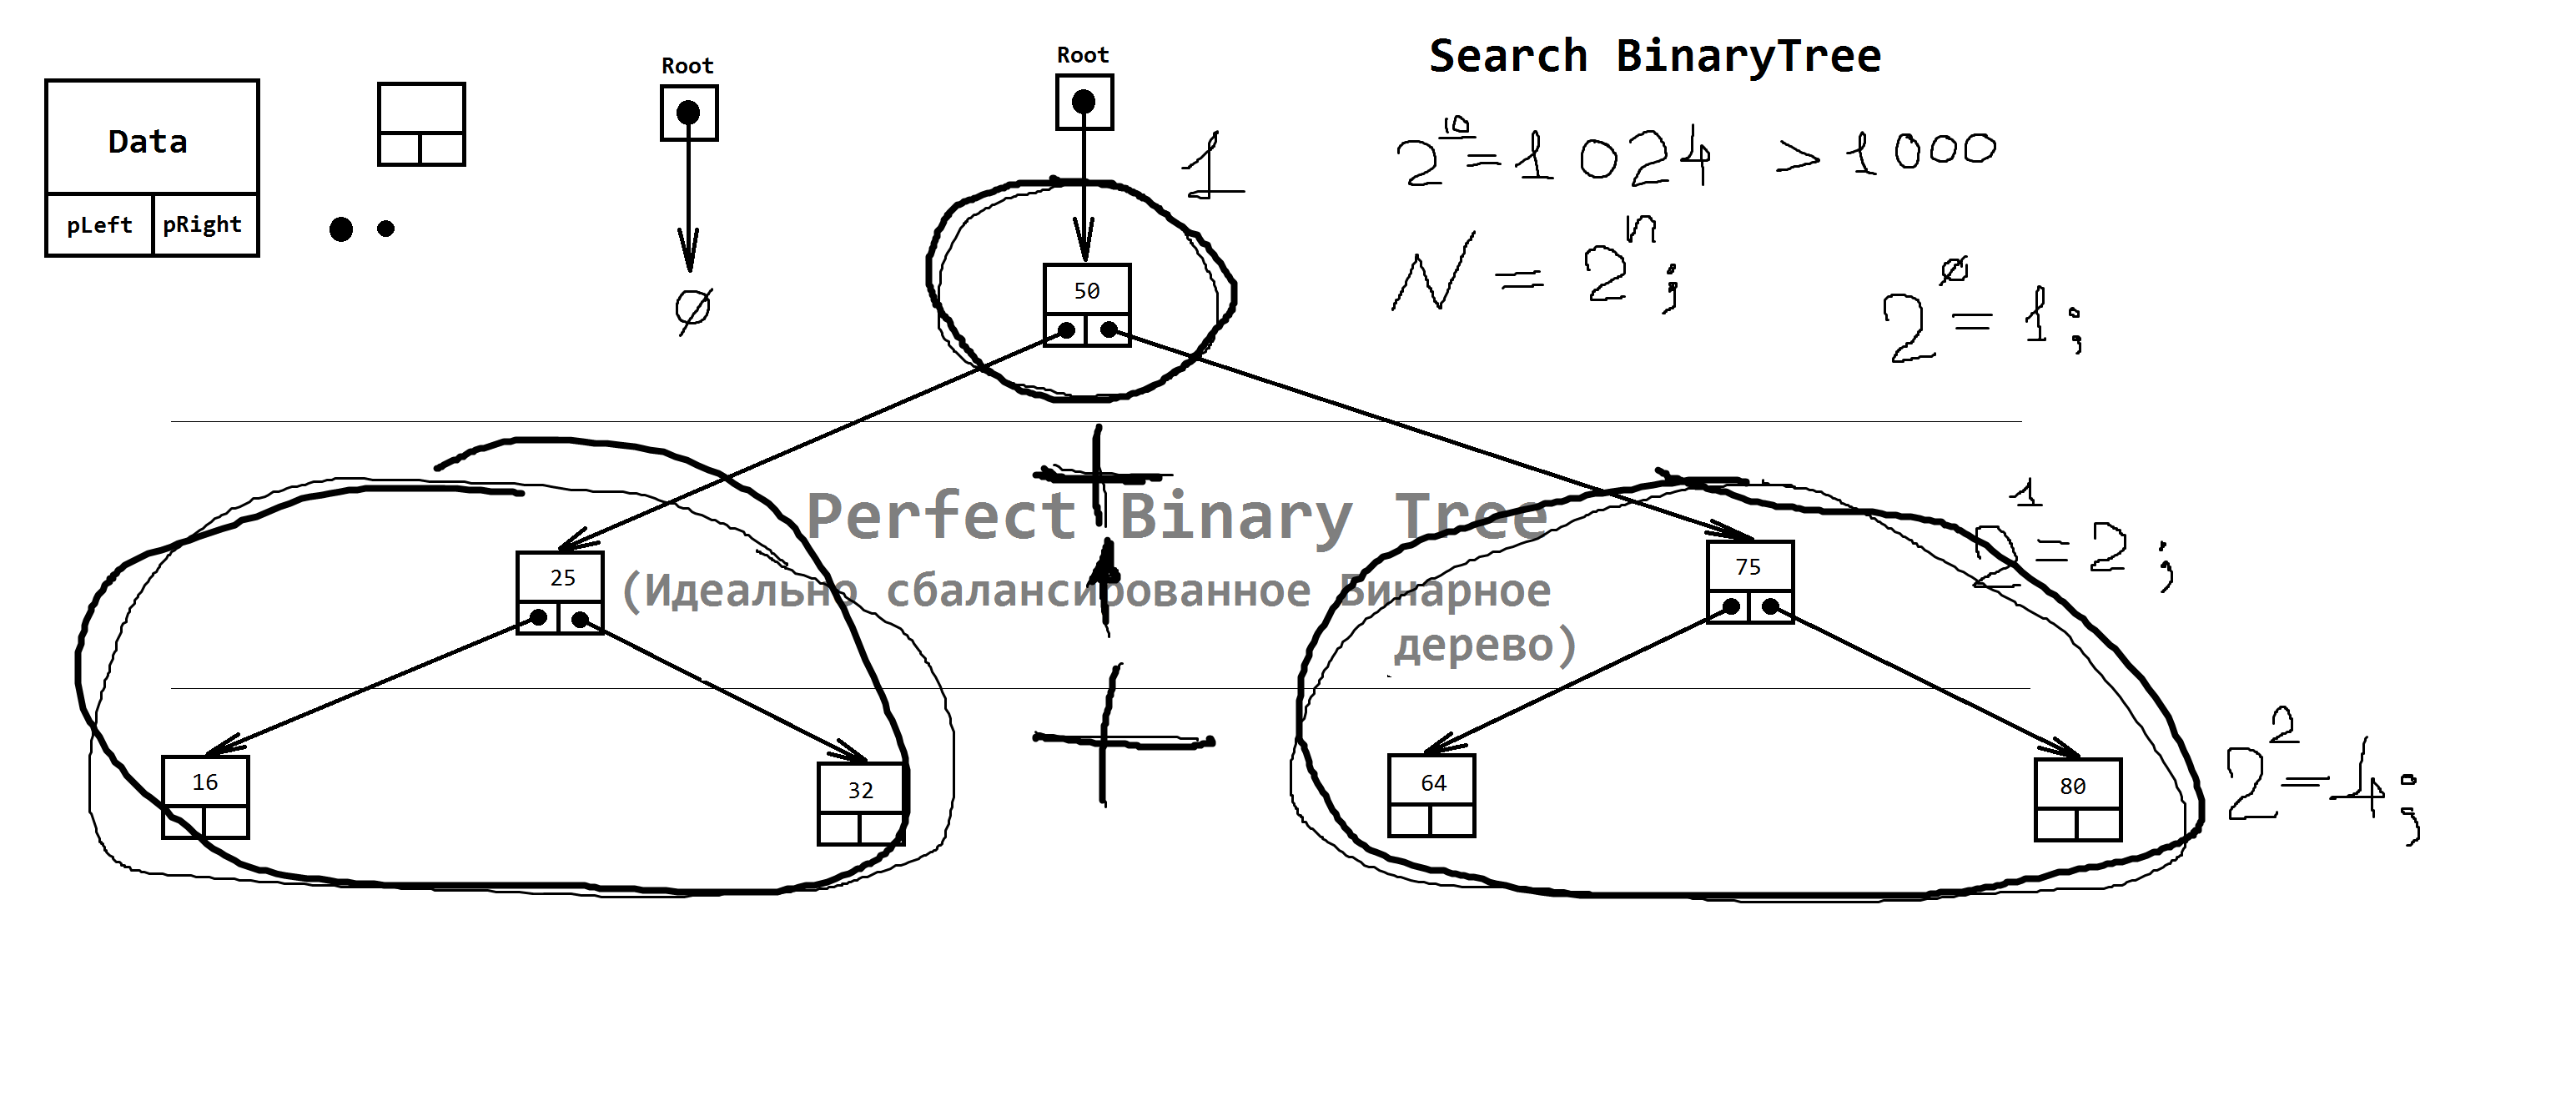 Search BinaryTree
Root
Root
Data
pLeft pRight
∅
1
2^10 = 1024 > 1000
N = 2^n;
2^∅ = 1;
50
Perfect Binary Tree
(Идеально сбалансированное Бинарное
дерево)
2^1 = 2;
25
75
16
32
64
80
2^2 = 4;